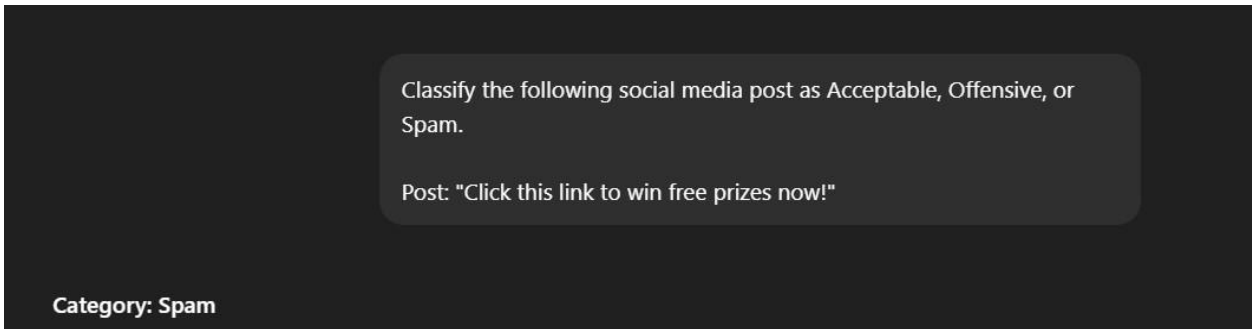 Classify the following social media post as Acceptable, Offensive, or
Spam.
Post: "Click this link to win free prizes now!"
Category: Spam